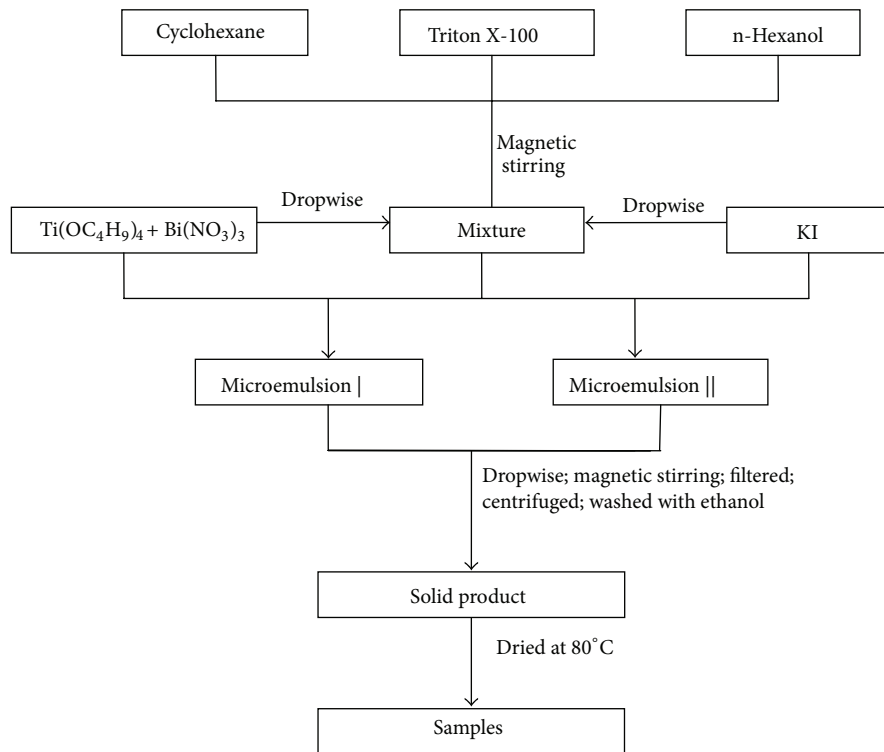 Cyclohexane
Triton X-100
n-Hexanol
Magnetic
stirring
Dropwise
Dropwise
Ti(OC₄H₉)₄ + Bi(NO₃)₃
Mixture
KI
Microemulsion |
Microemulsion ||
Dropwise; magnetic stirring; filtered;
centrifuged; washed with ethanol
Solid product
Dried at 80°C
Samples